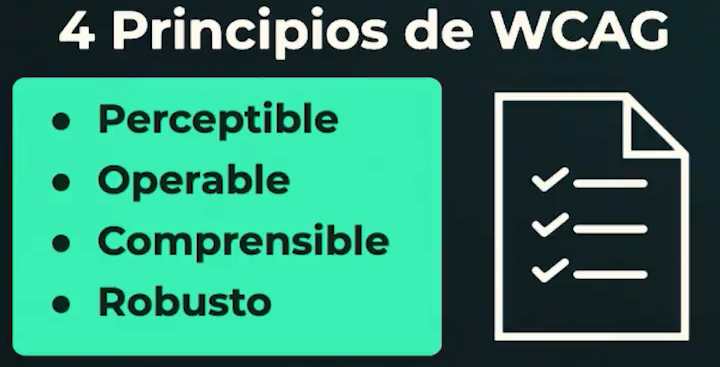 4 Principios de WCAG
• Perceptible
• Operable
• Comprensible
• Robusto